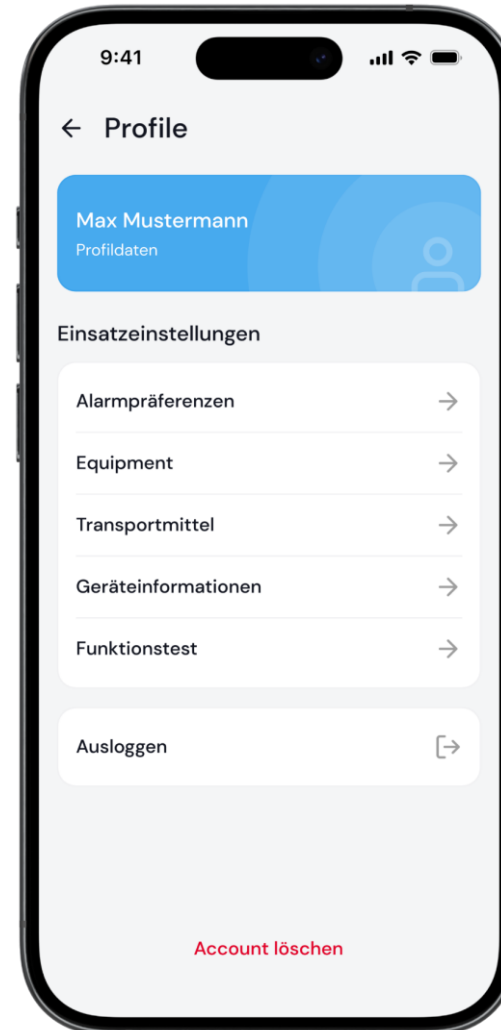 9:41
Profile
Max Mustermann
Profildaten
Einsatzeinstellungen
Alarmpräferenzen
Equipment
Transportmittel
Geräteinformationen
Funktionstest
Ausloggen
Account löschen